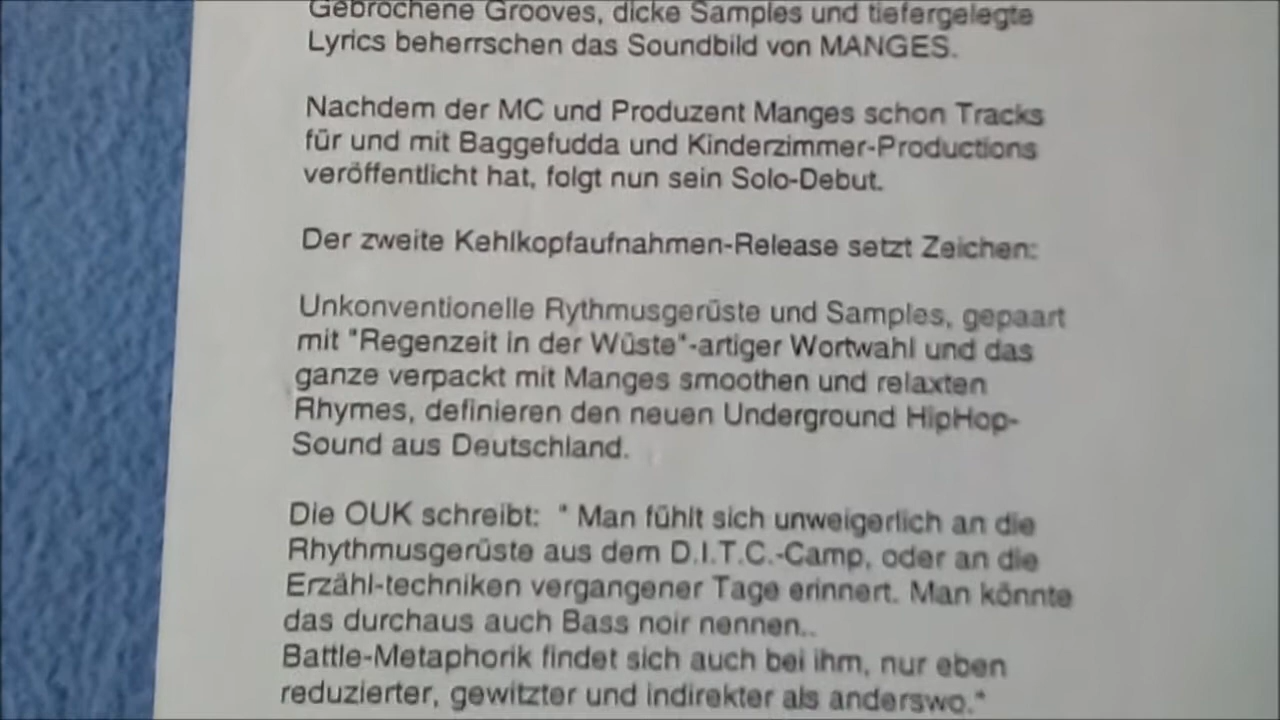 Gebrochene Grooves, dicke Samples und tiefergelegte
Lyrics beherrschen das Soundbild von MANGES.
Nachdem der MC und Produzent Manges schon Tracks
für und mit Baggefudda und Kinderzimmer-Productions
veröffentlicht hat, folgt nun sein Solo-Debut.
Der zweite Kehlkopfaufnahmen-Release setzt Zeichen:
Unkonventionelle Rythmusgerüste und Samples, gepaart
mit "Regenzeit in der Wüste"-artiger Wortwahl und das
ganze verpackt mit Manges smoothen und relaxten
Rhymes, definieren den neuen Underground HipHop-
Sound aus Deutschland.
Die OUK schreibt: " Man fühlt sich unweigerlich an die
Rhythmusgerüste aus dem D.I.T.C.-Camp, oder an die
Erzähl-techniken vergangener Tage erinnert. Man könnte
das durchaus auch Bass noir nennen..
Battle-Metaphorik findet sich auch bei ihm, nur eben
reduzierter, gewitzter und indirekter als anderswo."